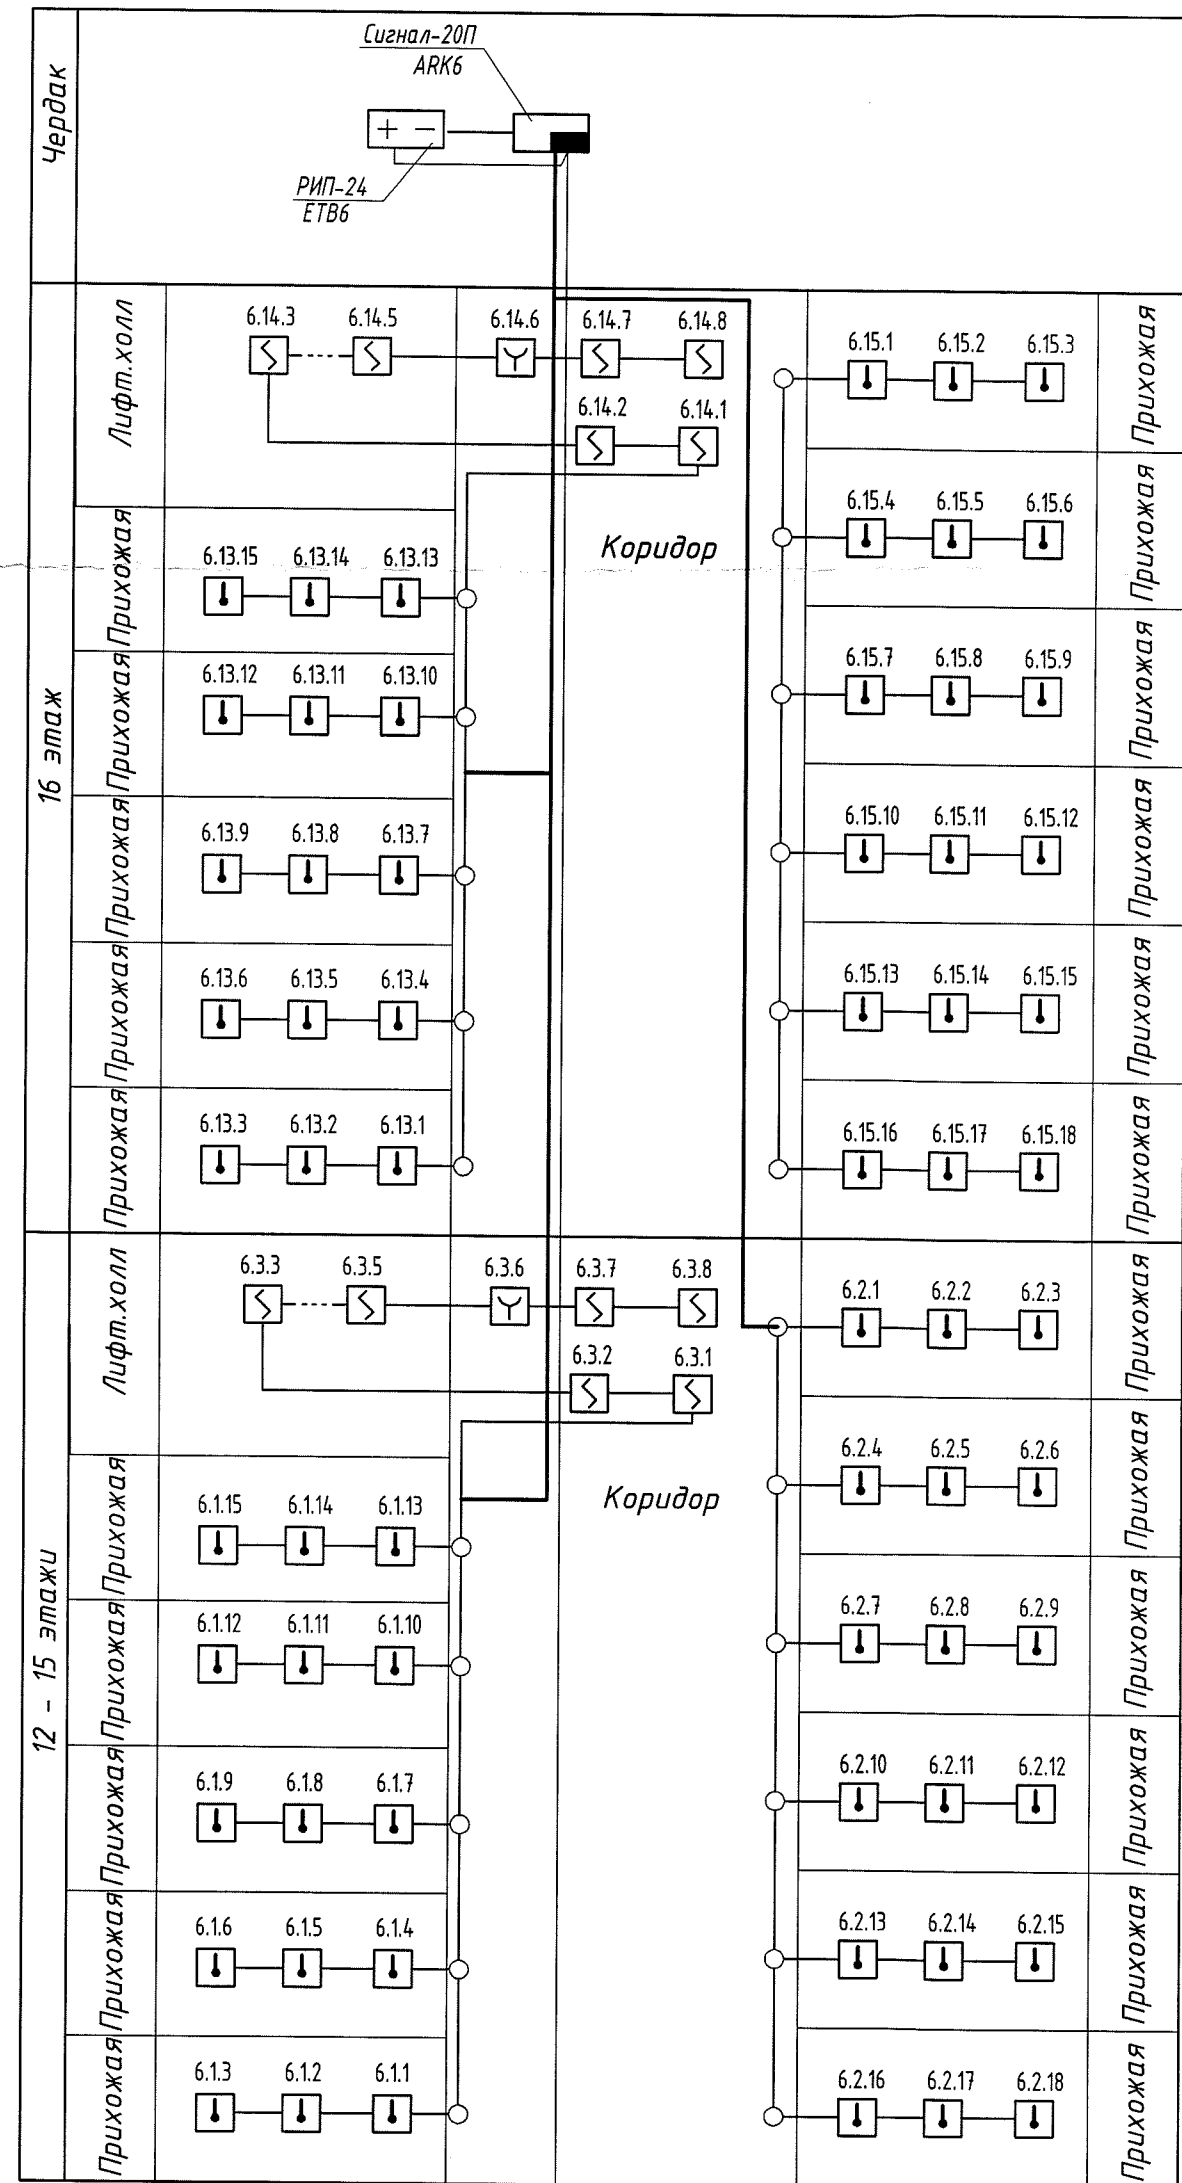 Сигнал-20П
ARK6
Чердак
+ −
РИП-24
ETB6
16 этаж
Лифт.холл
6.14.3 6.14.5 6.14.6 6.14.7 6.14.8
6.14.2 6.14.1
Коридор
Прихожая
6.13.15 6.13.14 6.13.13
Прихожая
6.13.12 6.13.11 6.13.10
Прихожая
6.13.9 6.13.8 6.13.7
Прихожая
6.13.6 6.13.5 6.13.4
Прихожая
6.13.3 6.13.2 6.13.1
6.15.1 6.15.2 6.15.3
Прихожая
6.15.4 6.15.5 6.15.6
Прихожая
6.15.7 6.15.8 6.15.9
Прихожая
6.15.10 6.15.11 6.15.12
Прихожая
6.15.13 6.15.14 6.15.15
Прихожая
6.15.16 6.15.17 6.15.18
Прихожая
12 - 15 этажи
Лифт.холл
6.3.3 6.3.5 6.3.6 6.3.7 6.3.8
6.3.2 6.3.1
Коридор
Прихожая
6.1.15 6.1.14 6.1.13
Прихожая
6.1.12 6.1.11 6.1.10
Прихожая
6.1.9 6.1.8 6.1.7
Прихожая
6.1.6 6.1.5 6.1.4
Прихожая
6.1.3 6.1.2 6.1.1
6.2.1 6.2.2 6.2.3
Прихожая
6.2.4 6.2.5 6.2.6
Прихожая
6.2.7 6.2.8 6.2.9
Прихожая
6.2.10 6.2.11 6.2.12
Прихожая
6.2.13 6.2.14 6.2.15
Прихожая
6.2.16 6.2.17 6.2.18
Прихожая